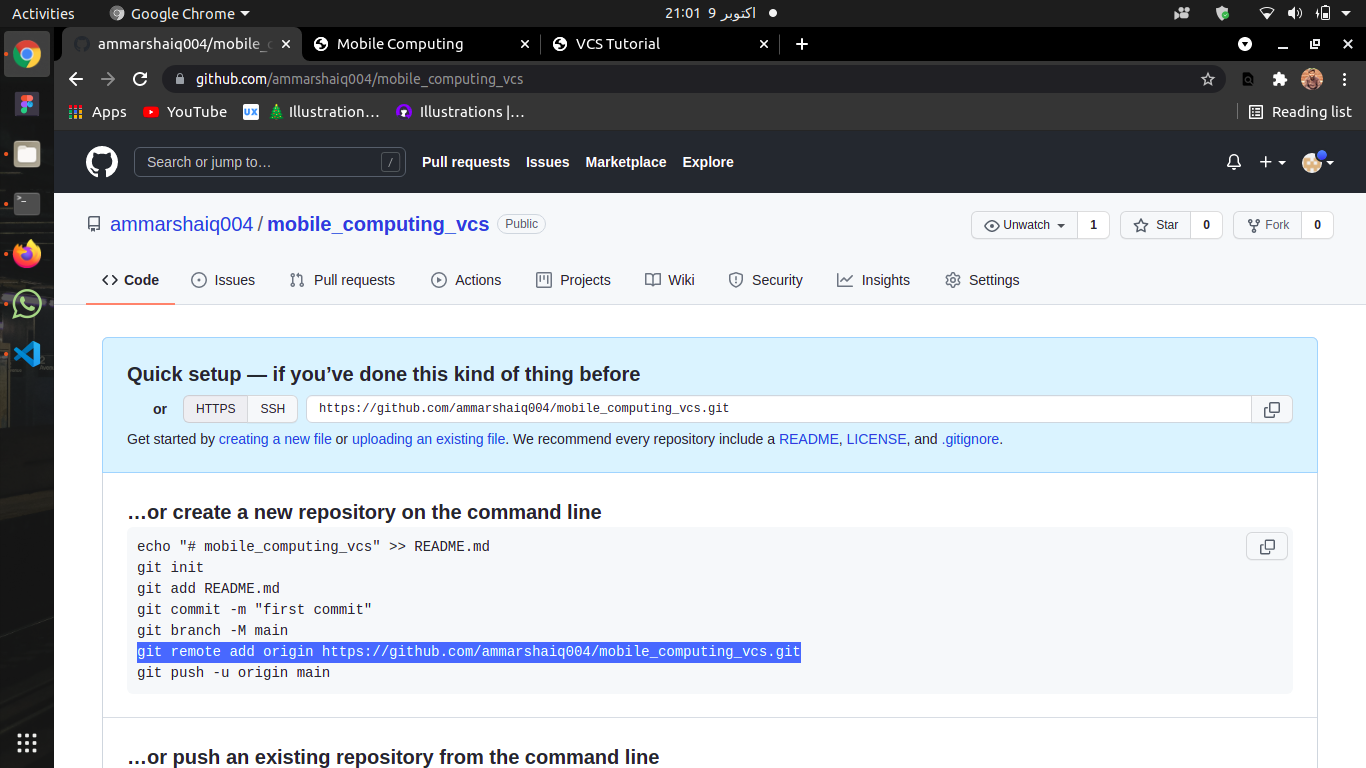 Activities
Google Chrome
21:01 9 اکتوبر
ammarshaiq004/mobile_c
Mobile Computing
VCS Tutorial
github.com/ammarshaiq004/mobile_computing_vcs
Apps
YouTube
UX
Illustration…
Illustrations |…
Reading list
Search or jump to…
/
Pull requests
Issues
Marketplace
Explore
ammarshaiq004 / mobile_computing_vcs
Public
Unwatch
1
Star
0
Fork
0
Code
Issues
Pull requests
Actions
Projects
Wiki
Security
Insights
Settings
Quick setup — if you’ve done this kind of thing before
or
HTTPS
SSH
https://github.com/ammarshaiq004/mobile_computing_vcs.git
Get started by creating a new file or uploading an existing file. We recommend every repository include a README, LICENSE, and .gitignore.
…or create a new repository on the command line
echo "# mobile_computing_vcs" >> README.md
git init
git add README.md
git commit -m "first commit"
git branch -M main
git remote add origin https://github.com/ammarshaiq004/mobile_computing_vcs.git
git push -u origin main
…or push an existing repository from the command line